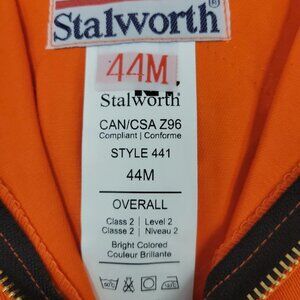 Stalworth®
44M
Stalworth
CAN/CSA Z96
Compliant | Conforme
STYLE 441
44M
OVERALL
Class 2 | Level 2
Classe 2 | Niveau 2
Bright Colored
Couleur Brillante